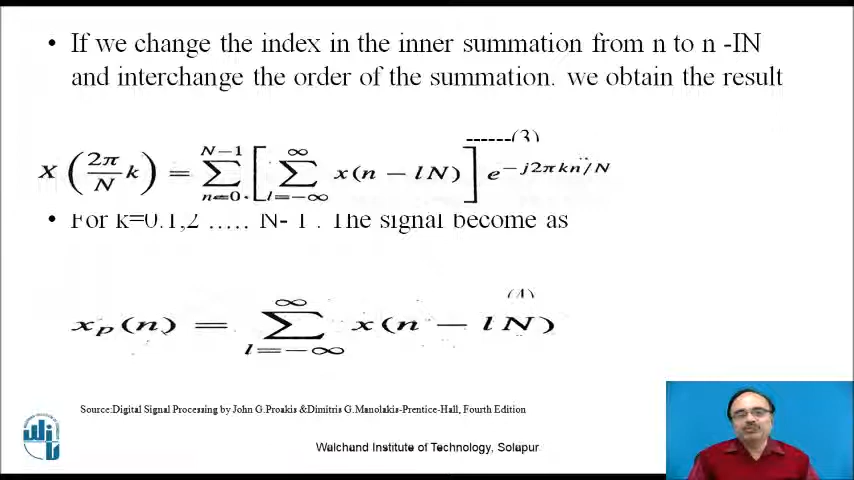 • If we change the index in the inner summation from n to n -IN
and interchange the order of the summation. we obtain the result
------(3)
X(2π/N k) = ∑_{n=0}^{N−1} [∑_{l=−∞}^{∞} x(n − lN)] e^{−j2πkn/N}
• For k=0.1,2 ..... N- 1 . The signal become as
(4)
x_p(n) = ∑_{l=−∞}^{∞} x(n − lN)
Source:Digital Signal Processing by John G.Proakis &Dimitris G.Manolakis-Prentice-Hall, Fourth Edition
Walchand Institute of Technology, Solapur